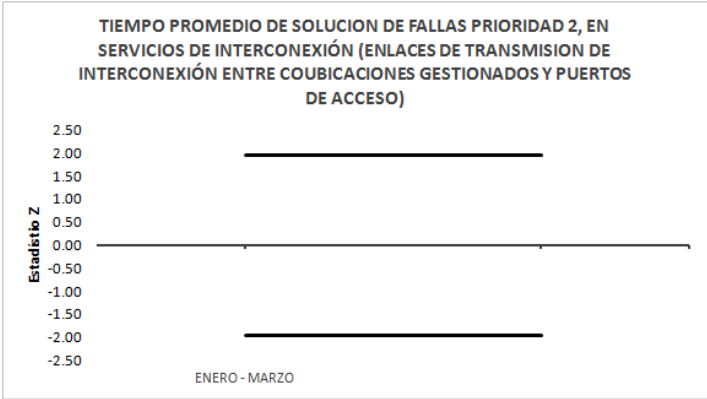 TIEMPO PROMEDIO DE SOLUCION DE FALLAS PRIORIDAD 2, EN
SERVICIOS DE INTERCONEXIÓN (ENLACES DE TRANSMISION DE
INTERCONEXIÓN ENTRE COUBICACIONES GESTIONADOS Y PUERTOS
DE ACCESO)
2.50
2.00
1.50
1.00
0.50
0.00
-0.50
-1.00
-1.50
-2.00
-2.50
Estadístio Z
ENERO - MARZO